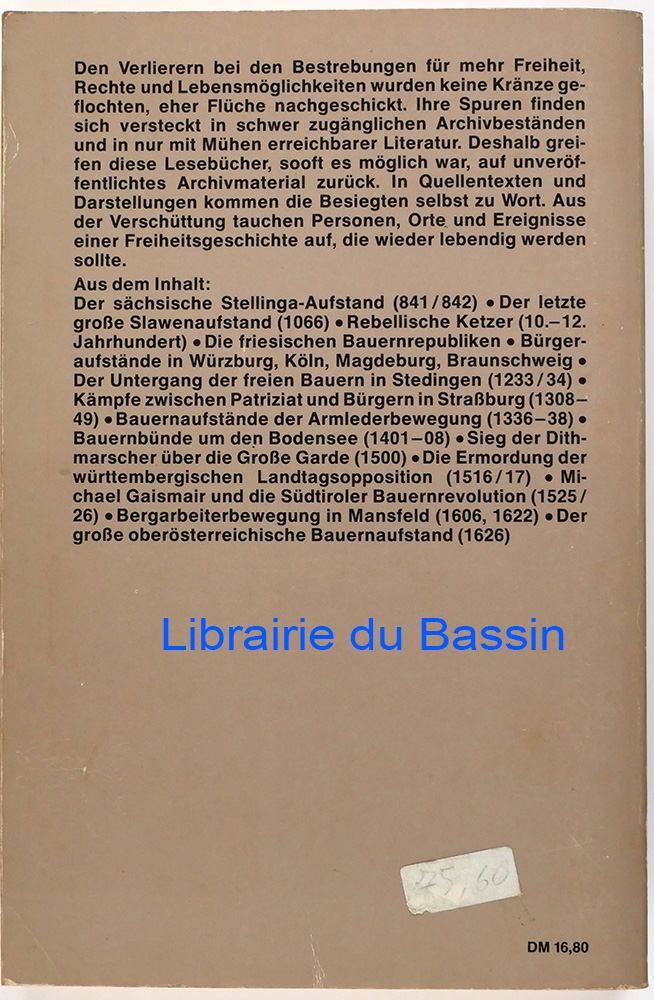 Den Verlierern bei den Bestrebungen für mehr Freiheit,
Rechte und Lebensmöglichkeiten wurden keine Kränze ge-
flochten, eher Flüche nachgeschickt. Ihre Spuren finden
sich versteckt in schwer zugänglichen Archivbeständen
und in nur mit Mühen erreichbarer Literatur. Deshalb grei-
fen diese Lesebücher, sooft es möglich war, auf unveröf-
fentlichtes Archivmaterial zurück. In Quellentexten und
Darstellungen kommen die Besiegten selbst zu Wort. Aus
der Verschüttung tauchen Personen, Orte und Ereignisse
einer Freiheitsgeschichte auf, die wieder lebendig werden
sollte.
Aus dem Inhalt:
Der sächsische Stellinga-Aufstand (841/842) • Der letzte
große Slawenaufstand (1066) • Rebellische Ketzer (10.–12.
Jahrhundert) • Die friesischen Bauernrepubliken • Bürger-
aufstände in Würzburg, Köln, Magdeburg, Braunschweig •
Der Untergang der freien Bauern in Stedingen (1233/34) •
Kämpfe zwischen Patriziat und Bürgern in Straßburg (1308–
49) • Bauernaufstände der Armlederbewegung (1336–38) •
Bauernbünde um den Bodensee (1401–08) • Sieg der Dith-
marscher über die Große Garde (1500) • Die Ermordung der
württembergischen Landtagsopposition (1516/17) • Mi-
chael Gaismair und die Südtiroler Bauernrevolution (1525/
26) • Bergarbeiterbewegung in Mansfeld (1606, 1622) • Der
große oberösterreichische Bauernaufstand (1626)
Librairie du Bassin
DM 16,80